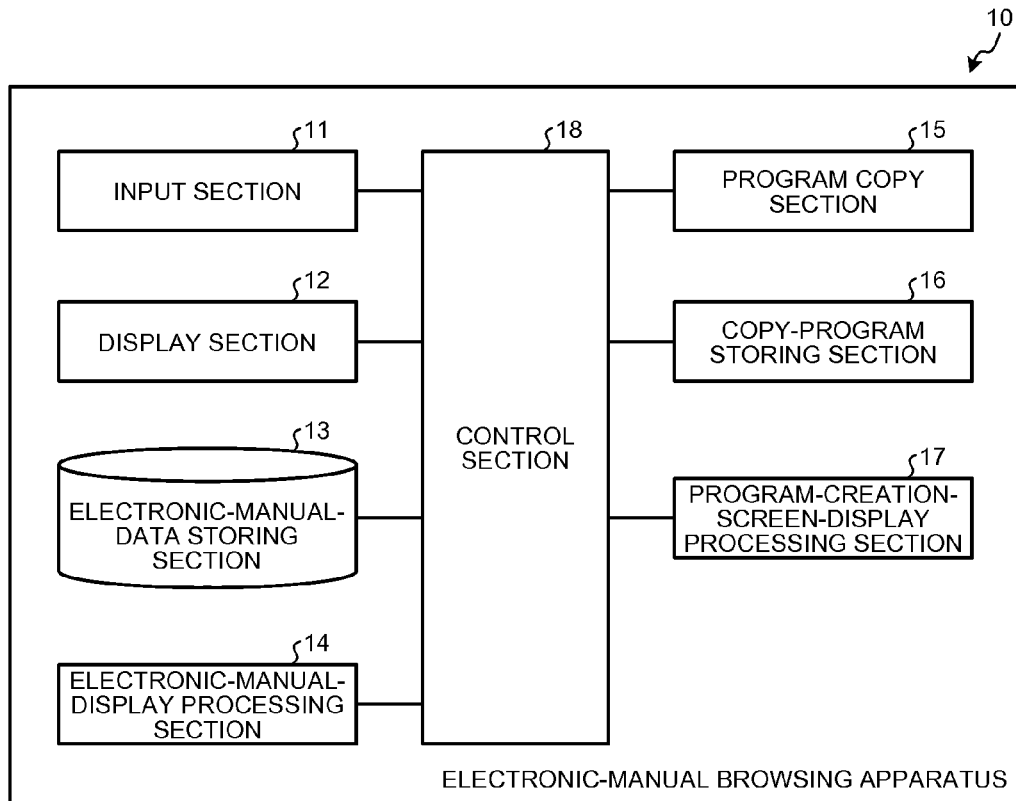 10
11
INPUT SECTION
12
DISPLAY SECTION
13
ELECTRONIC-MANUAL-
DATA STORING
SECTION
14
ELECTRONIC-MANUAL-
DISPLAY PROCESSING
SECTION
18
CONTROL
SECTION
15
PROGRAM COPY
SECTION
16
COPY-PROGRAM
STORING SECTION
17
PROGRAM-CREATION-
SCREEN-DISPLAY
PROCESSING SECTION
ELECTRONIC-MANUAL BROWSING APPARATUS